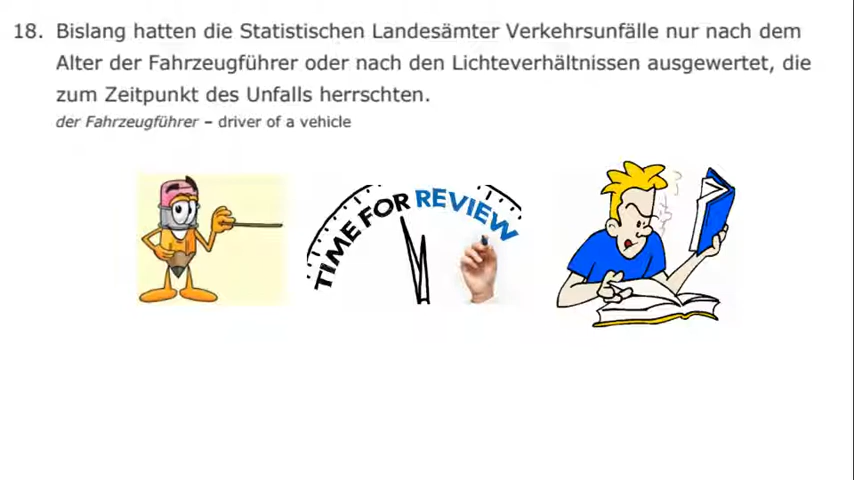 18. Bislang hatten die Statistischen Landesämter Verkehrsunfälle nur nach dem
Alter der Fahrzeugführer oder nach den Lichteverhältnissen ausgewertet, die
zum Zeitpunkt des Unfalls herrschten.
der Fahrzeugführer – driver of a vehicle
TIME FOR REVIEW